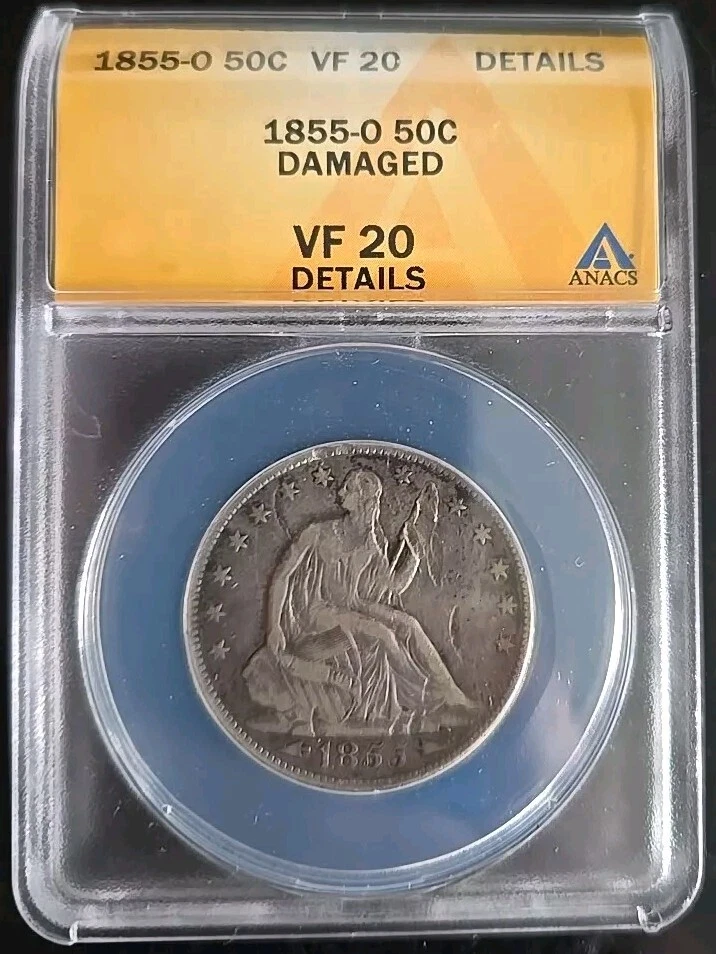 1855-O 50C VF 20 DETAILS
1855-O 50C
DAMAGED
VF 20
DETAILS
ANACS
1855